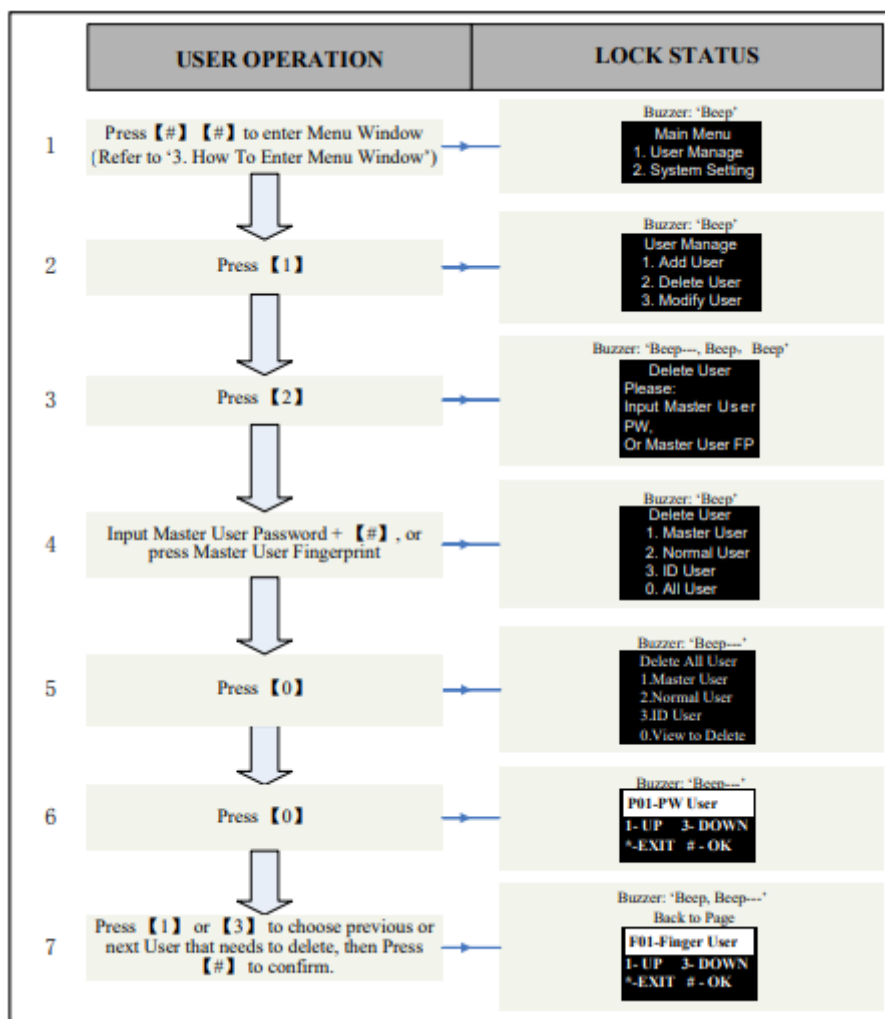 USER OPERATION
LOCK STATUS
1
Press 【#】【#】 to enter Menu Window
(Refer to ‘3. How To Enter Menu Window’)
Buzzer: ‘Beep’
Main Menu
1. User Manage
2. System Setting
2
Press 【1】
Buzzer: ‘Beep’
User Manage
1. Add User
2. Delete User
3. Modify User
3
Press 【2】
Buzzer: ‘Beep---, Beep，Beep’
Delete User
Please:
Input Master User
PW,
Or Master User FP
4
Input Master User Password + 【#】, or
press Master User Fingerprint
Buzzer: ‘Beep’
Delete User
1. Master User
2. Normal User
3. ID User
0. All User
5
Press 【0】
Buzzer: ‘Beep---’
Delete All User
1.Master User
2.Normal User
3.ID User
0.View to Delete
6
Press 【0】
Buzzer: ‘Beep---’
P01-PW User
1- UP 3- DOWN
*-EXIT # - OK
7
Press 【1】 or 【3】 to choose previous or
next User that needs to delete, then Press
【#】 to confirm.
Buzzer: ‘Beep, Beep---’
Back to Page
F01-Finger User
1- UP 3- DOWN
*-EXIT # - OK